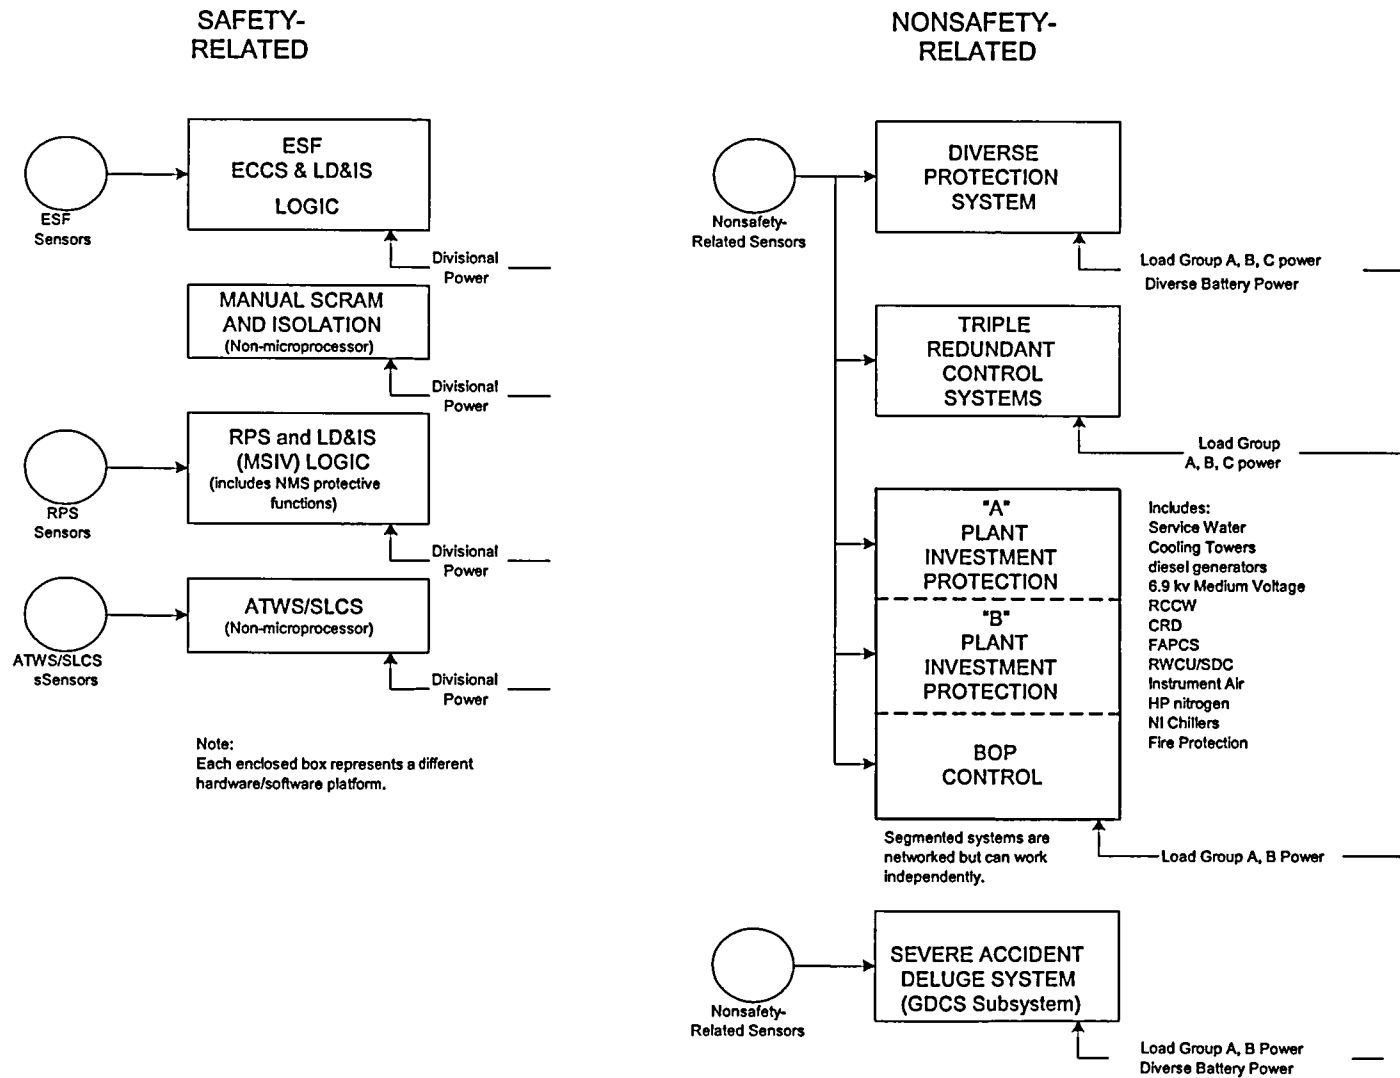 SAFETY-
RELATED
ESF
Sensors
ESF
ECCS & LD&IS
LOGIC
Divisional
Power
MANUAL SCRAM
AND ISOLATION
(Non-microprocessor)
Divisional
Power
RPS
Sensors
RPS and LD&IS
(MSIV) LOGIC
(includes NMS protective
functions)
Divisional
Power
ATWS/SLCS
sSensors
ATWS/SLCS
(Non-microprocessor)
Divisional
Power
Note:
Each enclosed box represents a different
hardware/software platform.
NONSAFETY-
RELATED
Nonsafety-
Related Sensors
DIVERSE
PROTECTION
SYSTEM
Load Group A, B, C power
Diverse Battery Power
TRIPLE
REDUNDANT
CONTROL
SYSTEMS
Load Group
A, B, C power
"A"
PLANT
INVESTMENT
PROTECTION
"B"
PLANT
INVESTMENT
PROTECTION
BOP
CONTROL
Includes:
Service Water
Cooling Towers
diesel generators
6.9 kv Medium Voltage
RCCW
CRD
FAPCS
RWCU/SDC
Instrument Air
HP nitrogen
NI Chillers
Fire Protection
Segmented systems are
networked but can work
independently.
Load Group A, B Power
Nonsafety-
Related Sensors
SEVERE ACCIDENT
DELUGE SYSTEM
(GDCS Subsystem)
Load Group A, B Power
Diverse Battery Power